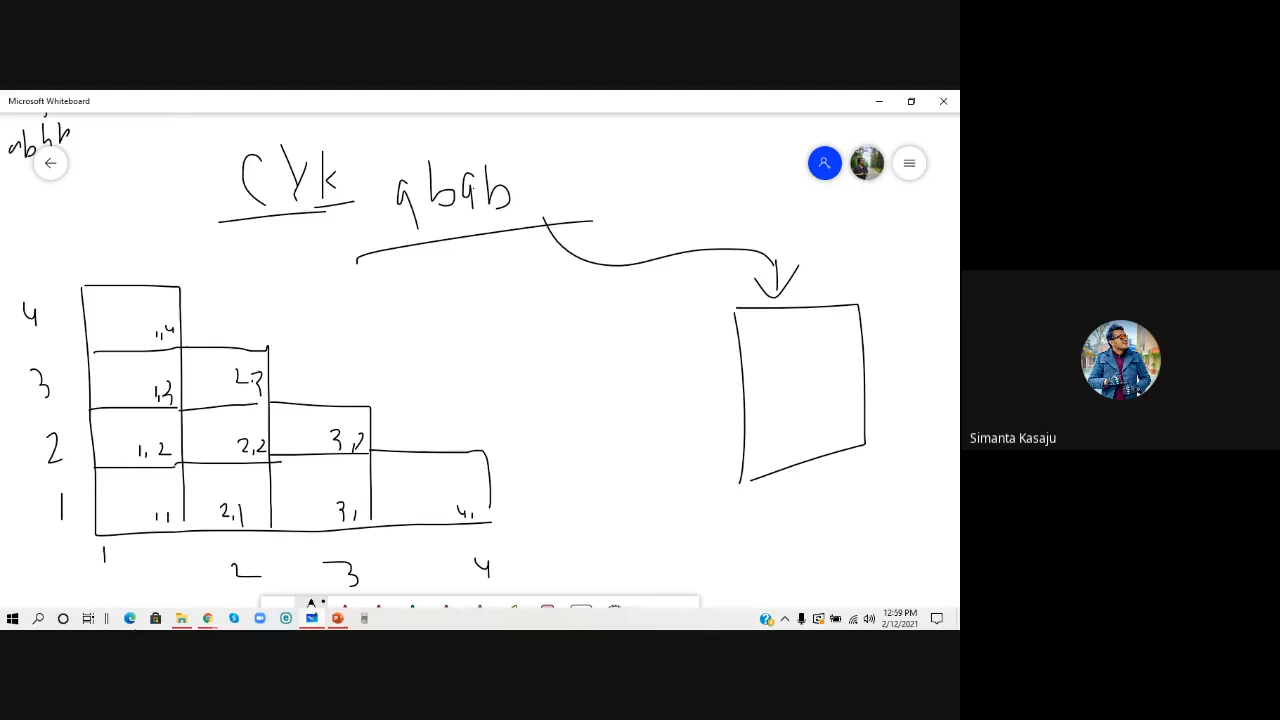 Microsoft Whiteboard
CYK abab
4
1,4
3 1,3 2,3
2 1,2 2,2 3,2
1 1,1 2,1 3,1 4,
1 2 3 4
Simanta Kasaju
12:59 PM
2/12/2021